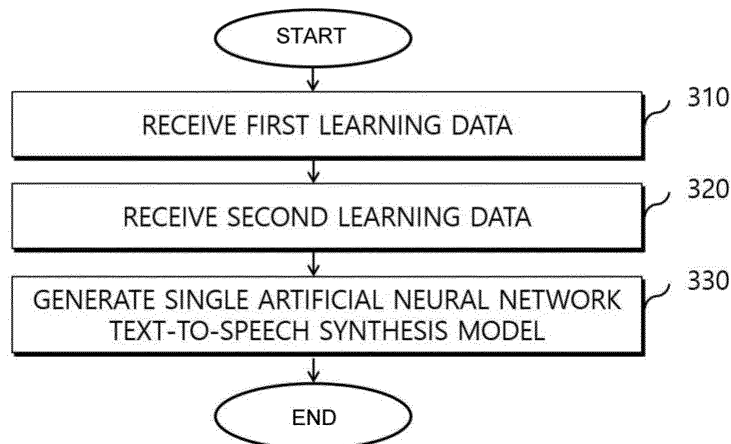 START
RECEIVE FIRST LEARNING DATA
310
RECEIVE SECOND LEARNING DATA
320
GENERATE SINGLE ARTIFICIAL NEURAL NETWORK
TEXT-TO-SPEECH SYNTHESIS MODEL
330
END